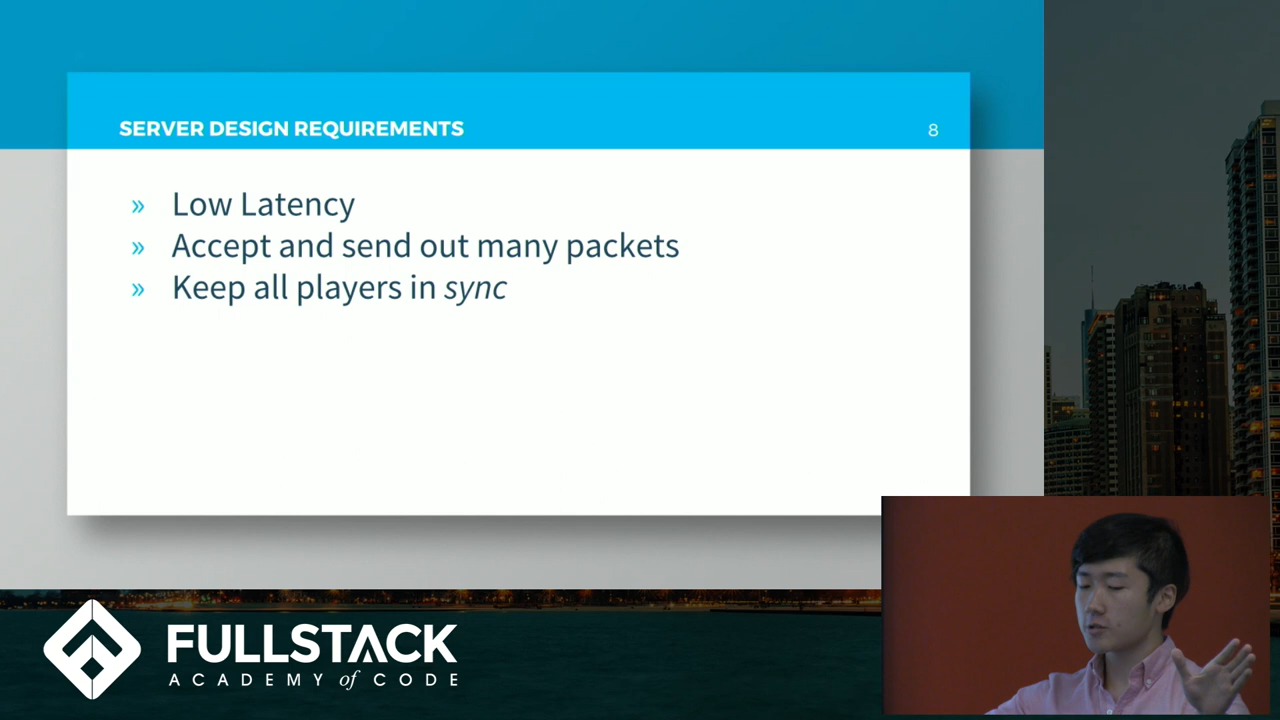 SERVER DESIGN REQUIREMENTS 8
» Low Latency
» Accept and send out many packets
» Keep all players in sync
FULLSTACK
ACADEMY of CODE